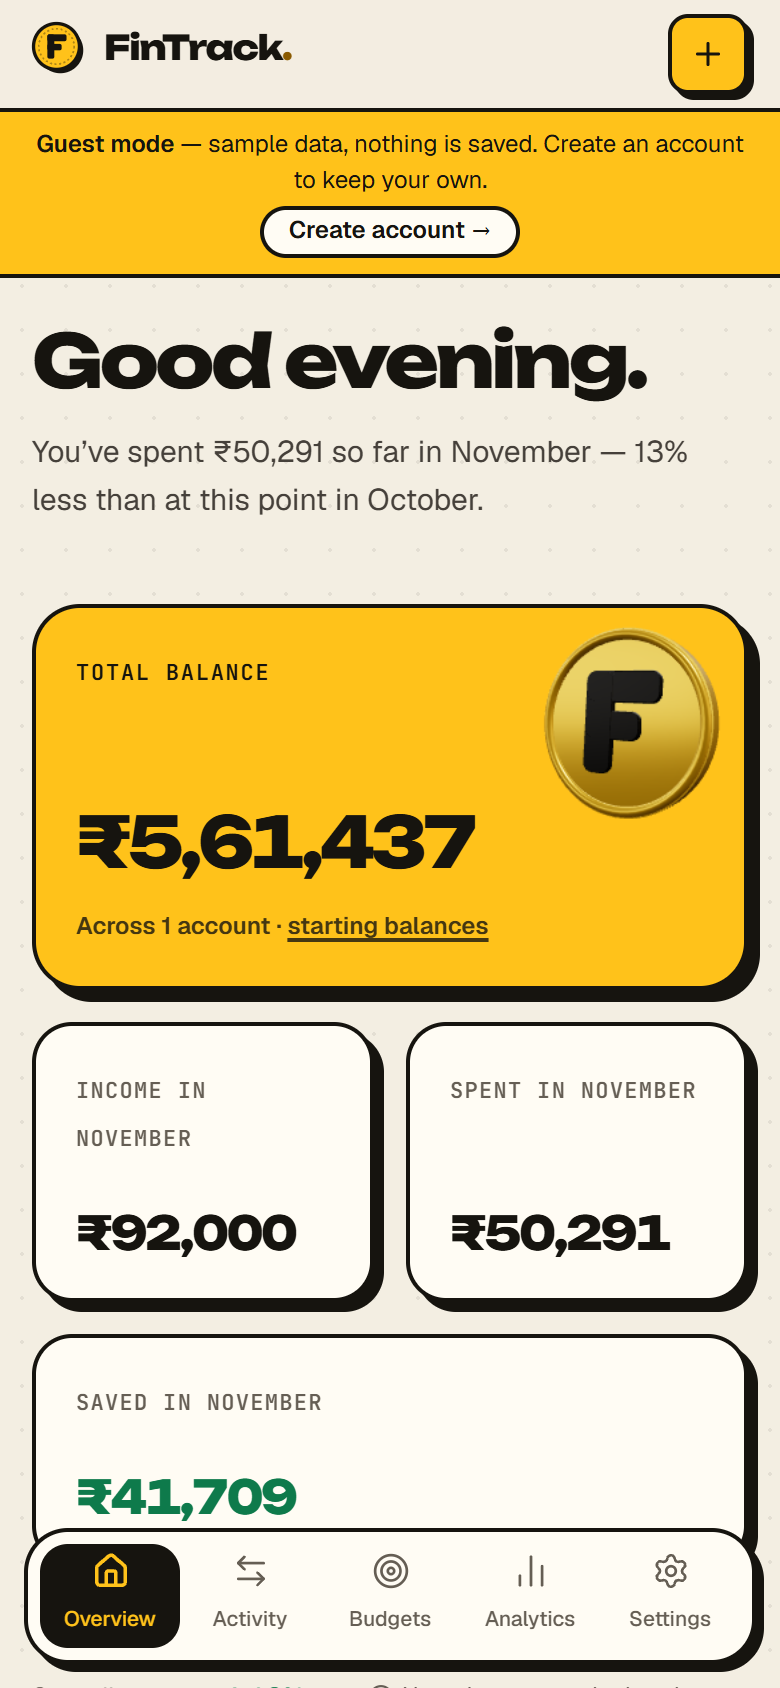 F FinTrack.
+
Guest mode — sample data, nothing is saved. Create an account
to keep your own.
Create account →
Good evening.
You’ve spent ₹50,291 so far in November — 13%
less than at this point in October.
TOTAL BALANCE
F
₹5,61,437
Across 1 account · starting balances
INCOME IN
NOVEMBER
₹92,000
SPENT IN NOVEMBER
₹50,291
SAVED IN NOVEMBER
₹41,709
Overview Activity Budgets Analytics Settings